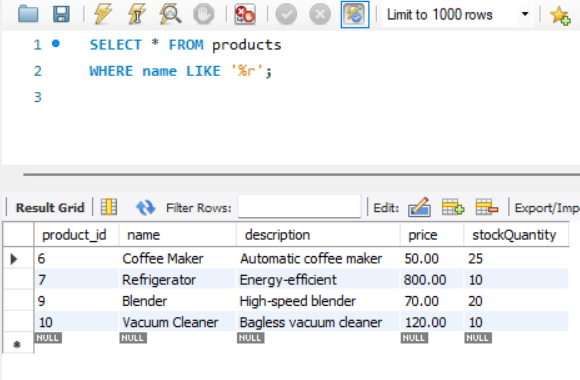 Limit to 1000 rows
1 SELECT * FROM products
2 WHERE name LIKE '%r';
3
Result Grid Filter Rows: Edit: Export/Imp
product_id name description price stockQuantity
6 Coffee Maker Automatic coffee maker 50.00 25
7 Refrigerator Energy-efficient 800.00 10
9 Blender High-speed blender 70.00 20
10 Vacuum Cleaner Bagless vacuum cleaner 120.00 10
NULL NULL NULL NULL NULL